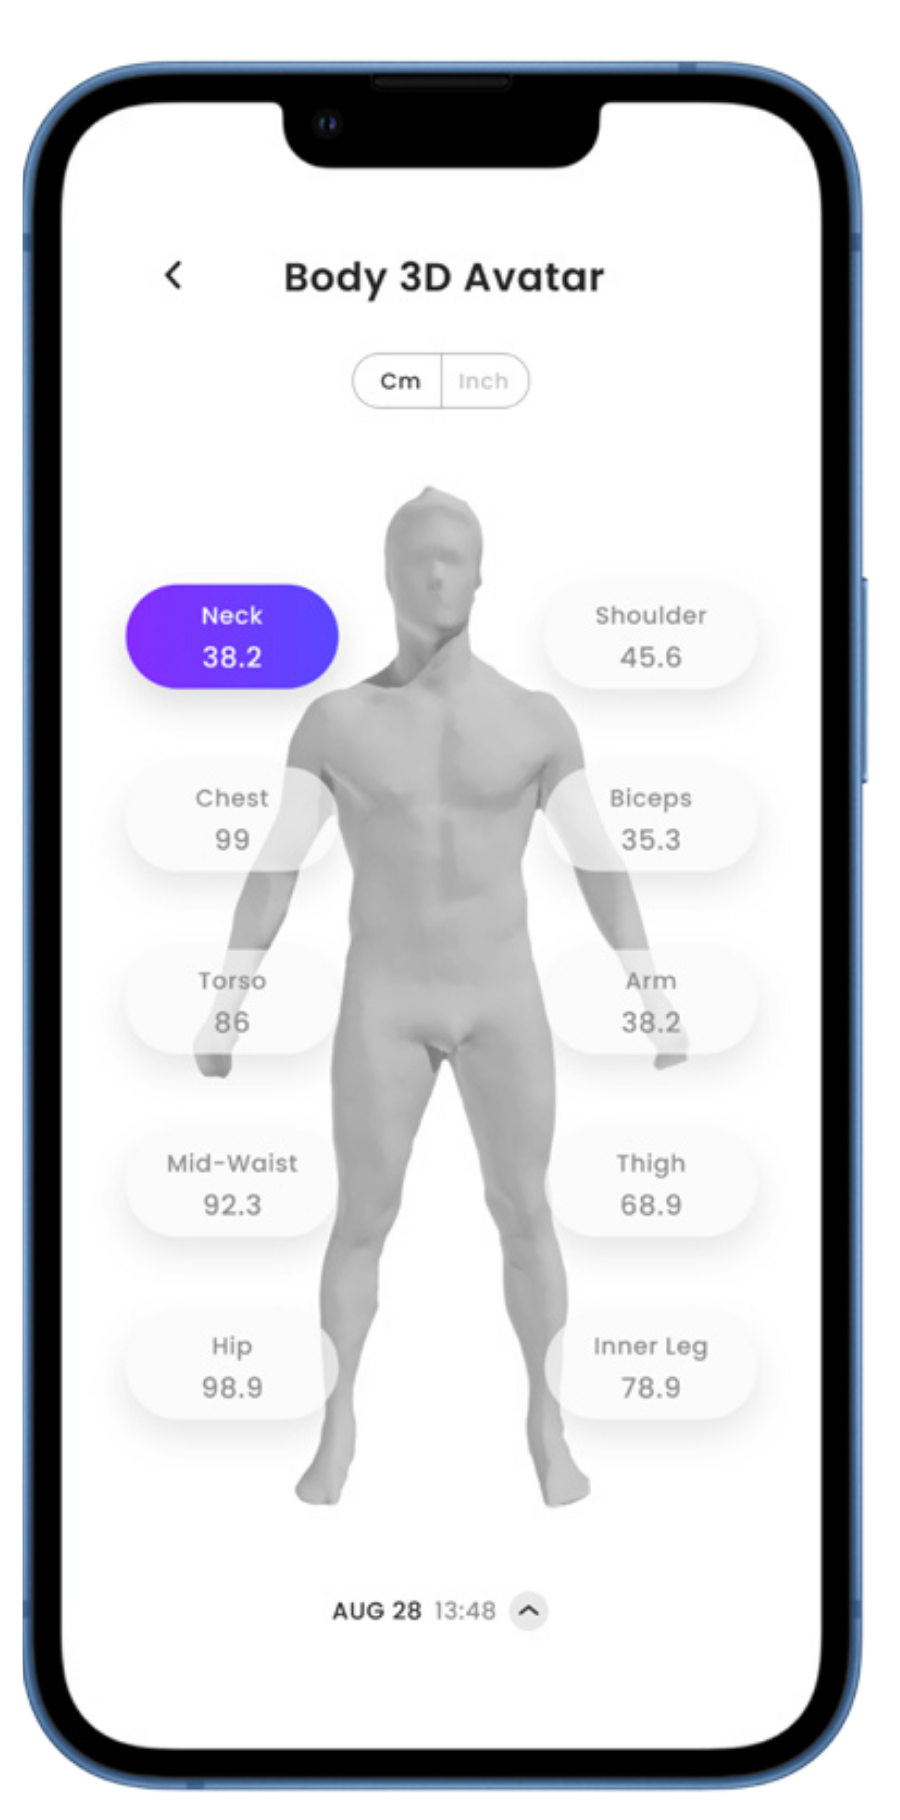 Body 3D Avatar
Cm Inch
Neck
38.2
Shoulder
45.6
Chest
99
Biceps
35.3
Torso
86
Arm
38.2
Mid-Waist
92.3
Thigh
68.9
Hip
98.9
Inner Leg
78.9
AUG 28 13:48